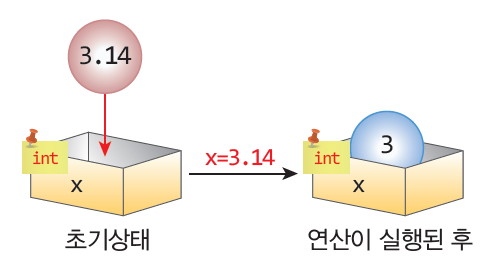 3.14
int
x
초기상태
x=3.14
3
int
x
연산이 실행된 후